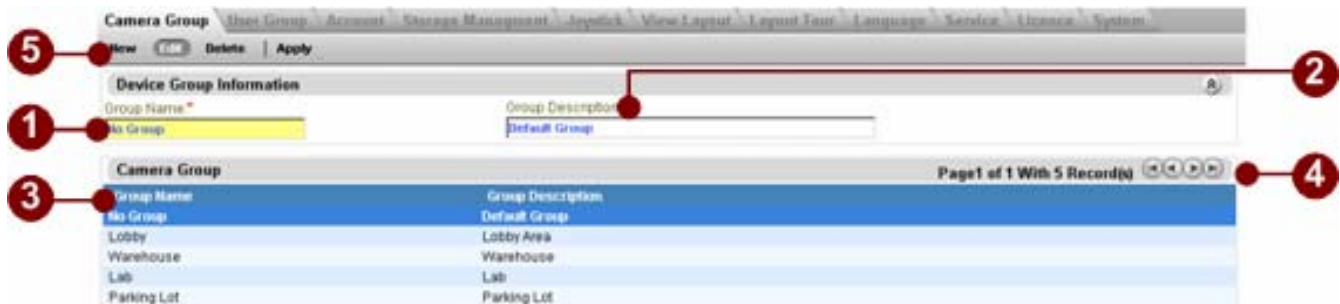 Camera Group User Group Account Storage Managment Joystick View Layout Layout Tour Language Service Licence System
5
New Edit Delete | Apply
Device Group Information
2
Group Name* Group Description
1
No Group Default Group
Camera Group Page1 of 1 With 5 Record(s)
4
3
Group Name Group Description
No Group Default Group
Lobby Lobby Area
Warehouse Warehouse
Lab Lab
Parking Lot Parking Lot